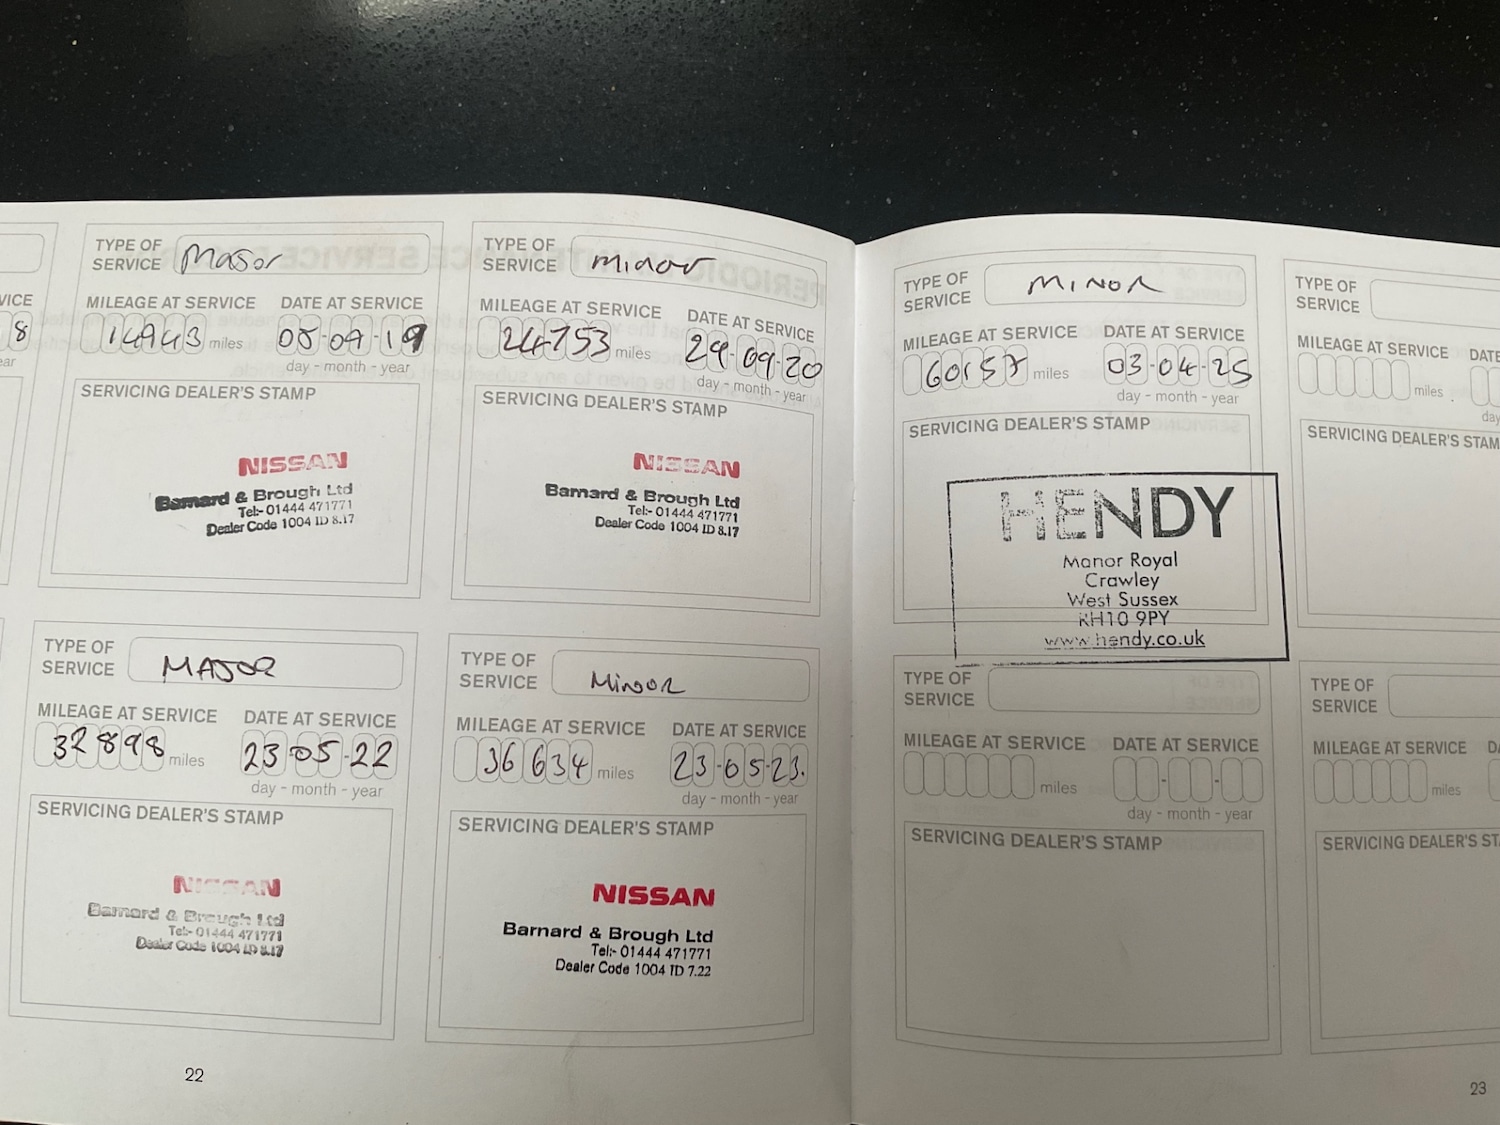 TYPE OF SERVICE Major
MILEAGE AT SERVICE DATE AT SERVICE
14943 miles 05-09-19
day - month - year
SERVICING DEALER'S STAMP
NISSAN
Barnard & Brough Ltd
Tel:- 01444 471771
Dealer Code 1004 ID 8.17
TYPE OF SERVICE minor
MILEAGE AT SERVICE DATE AT SERVICE
24753 miles 29-09-20
day - month - year
SERVICING DEALER'S STAMP
NISSAN
Barnard & Brough Ltd
Tel:- 01444 471771
Dealer Code 1004 ID 8.17
TYPE OF SERVICE MAJOR
MILEAGE AT SERVICE DATE AT SERVICE
32898 miles 23-05-22
day - month - year
SERVICING DEALER'S STAMP
NISSAN
Barnard & Brough Ltd
Tel:- 01444 471771
Dealer Code 1004 ID 8.17
TYPE OF SERVICE Minor
MILEAGE AT SERVICE DATE AT SERVICE
36634 miles 23-05-23.
day - month - year
SERVICING DEALER'S STAMP
NISSAN
Barnard & Brough Ltd
Tel:- 01444 471771
Dealer Code 1004 ID 7.22
22
TYPE OF SERVICE MINOR
MILEAGE AT SERVICE DATE AT SERVICE
60157 miles 03-04-25
day - month - year
SERVICING DEALER'S STAMP
HENDY
Manor Royal
Crawley
West Sussex
RH10 9PY
www.hendy.co.uk
TYPE OF SERVICE
MILEAGE AT SERVICE
miles
SERVICING DEALER'S
TYPE OF SERVICE
MILEAGE AT SERVICE DATE AT SERVICE
miles
day - month - year
SERVICING DEALER'S STAMP
TYPE OF SERVICE
MILEAGE AT SERVICE
miles
SERVICING DEALER'S
23